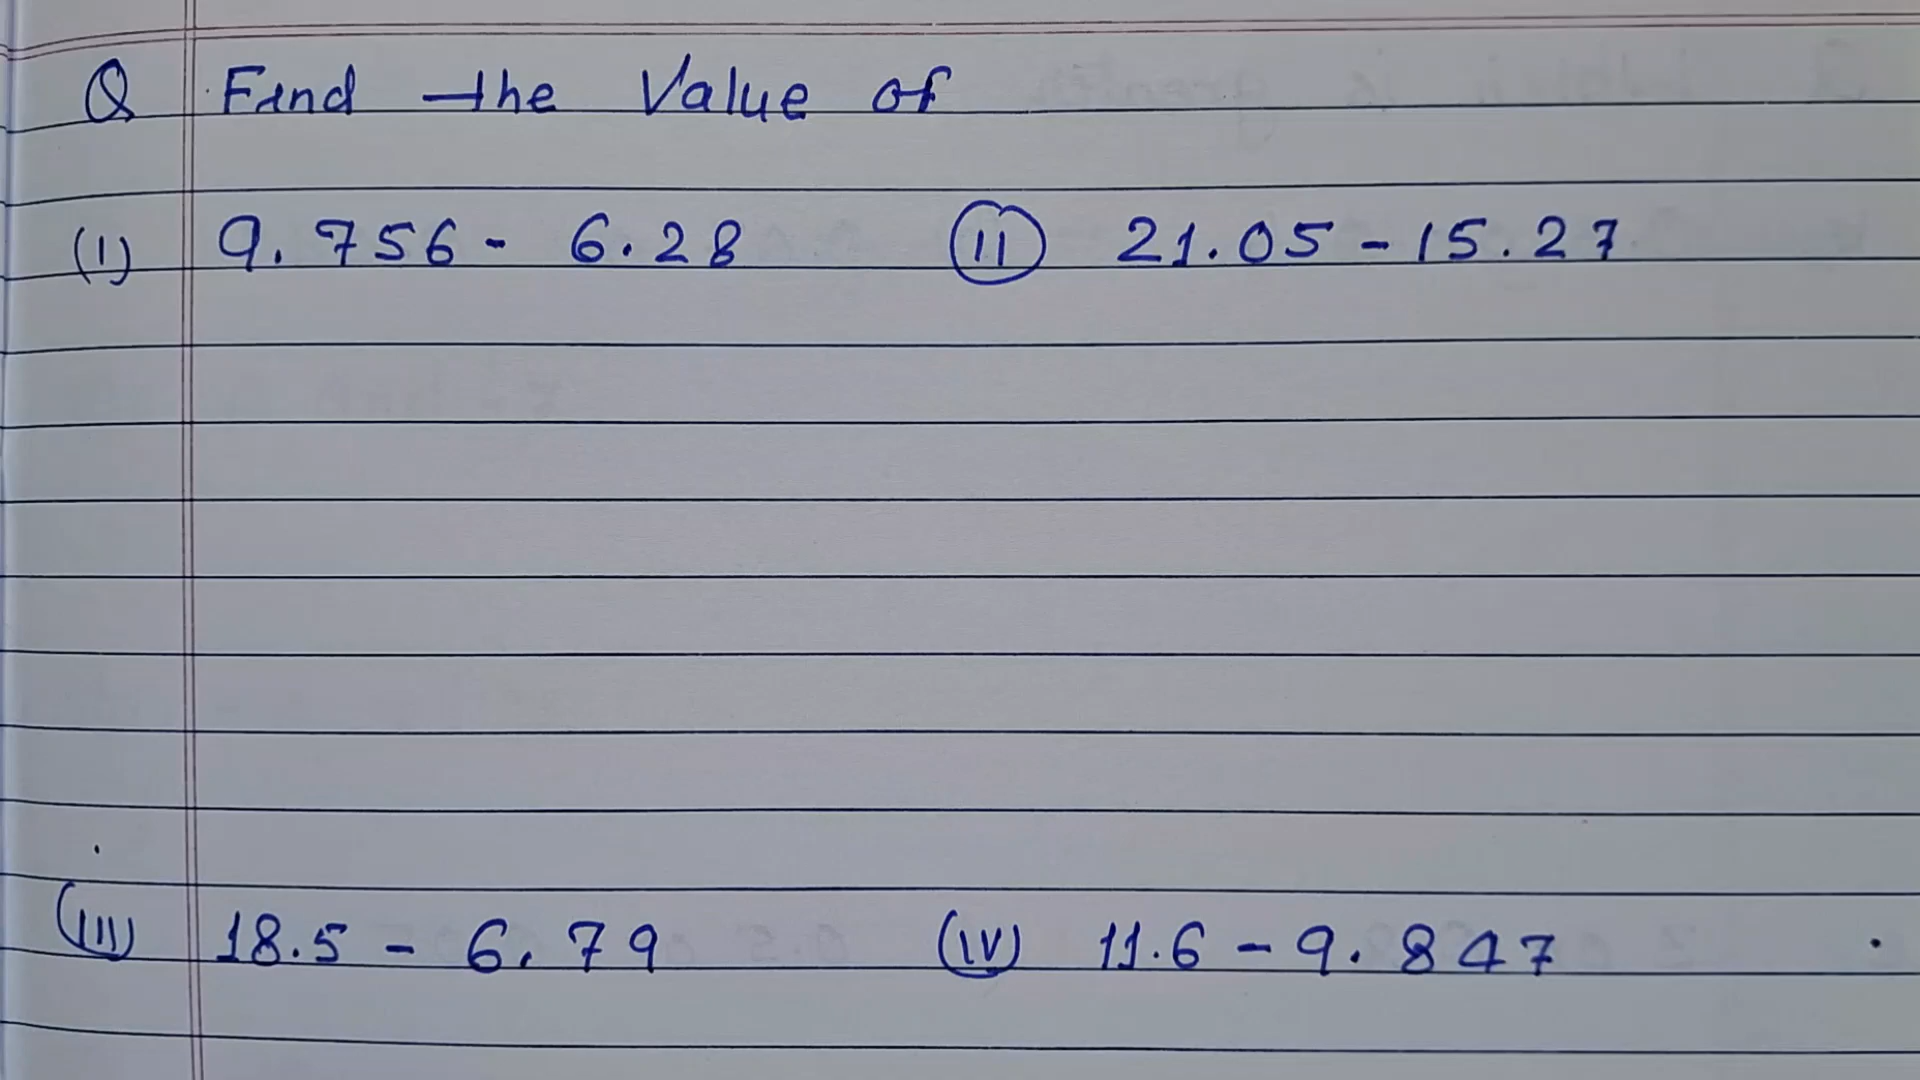 Q Find the Value of
(I) 9.756 - 6.28 (II) 21.05 - 15.27
(III) 18.5 - 6.79 (IV) 11.6 - 9.847